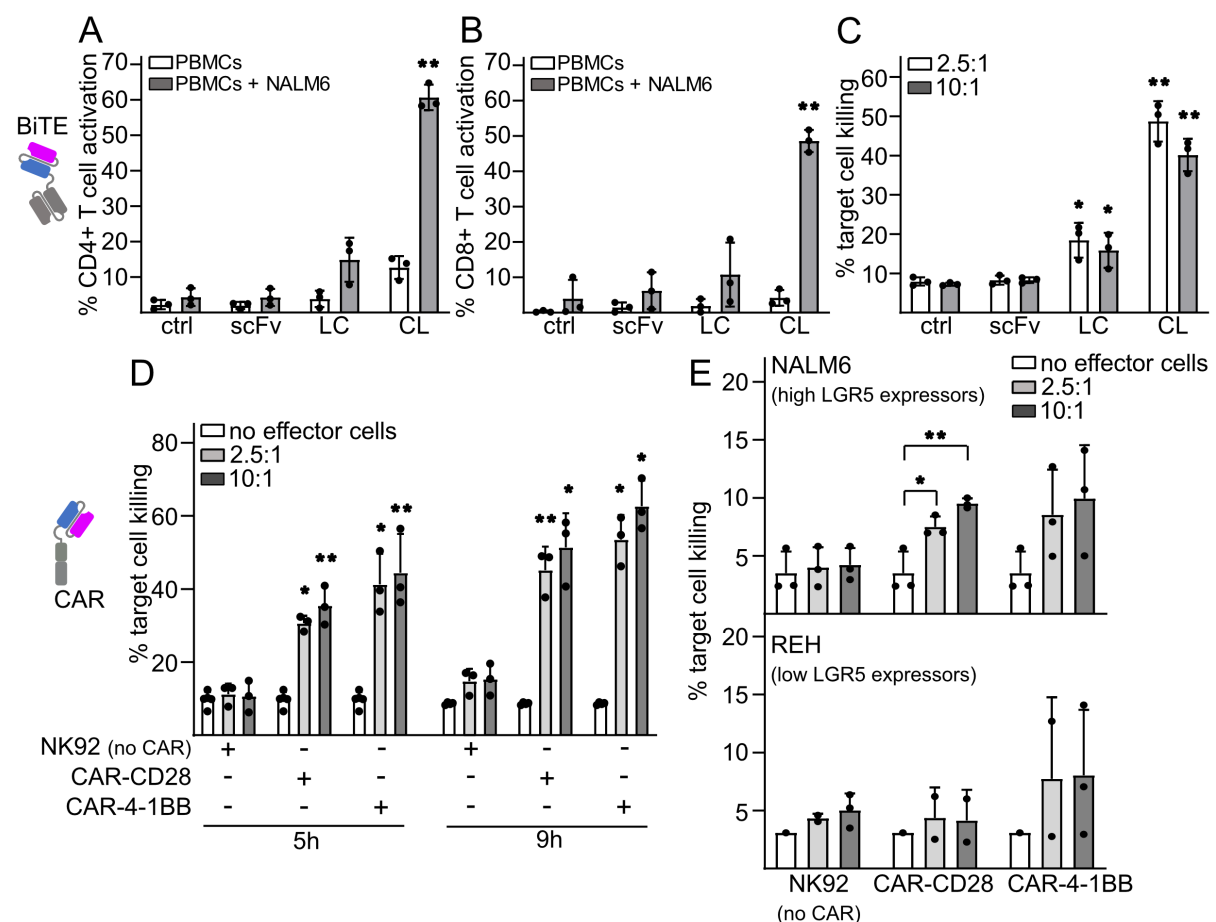 A
% CD4+ T cell activation
70
60
50
40
30
20
10
PBMCs
PBMCs + NALM6
**
ctrl scFv LC CL
BiTE
B
% CD8+ T cell activation
70
60
50
40
30
20
10
PBMCs
PBMCs + NALM6
**
ctrl scFv LC CL
C
% target cell killing
60
50
40
30
20
10
2.5:1
10:1
* * ** **
ctrl scFv LC CL
D
% target cell killing
80
60
40
20
no effector cells
2.5:1
10:1
* ** * ** ** * * *
CAR
NK92 (no CAR) + - - + - -
CAR-CD28 - + - - + -
CAR-4-1BB - - + - - +
5h 9h
E
% target cell killing
NALM6
(high LGR5 expressors)
no effector cells
2.5:1
10:1
20
15
10
5
**
*
REH
(low LGR5 expressors)
20
15
10
5
NK92 CAR-CD28 CAR-4-1BB
(no CAR)